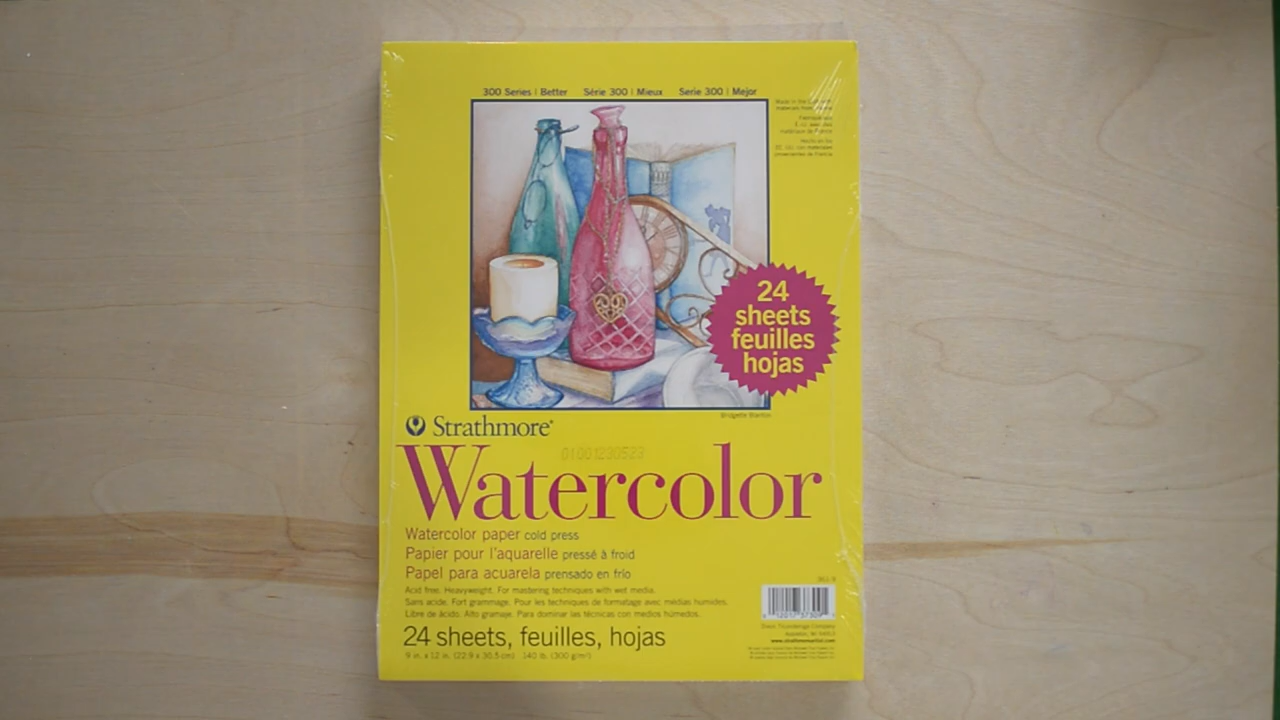 300 Series | Better Série 300 | Mieux Serie 300 | Mejor
24
sheets
feuilles
hojas
Strathmore
01001230523
Watercolor
Watercolor paper cold press
Papier pour l'aquarelle pressé à froid
Papel para acuarela prensado en frío
Acid free. Heavyweight. For mastering techniques with wet media.
Sans acide. Fort grammage. Pour les techniques de formatage avec médias humides.
Libre de ácido. Alto gramaje. Para dominar las técnicas con medios húmedos.
24 sheets, feuilles, hojas
9 in. x 12 in. (22.9 x 30.5 cm) 140 lb. (300 g/m²)
www.strathmoreartist.com